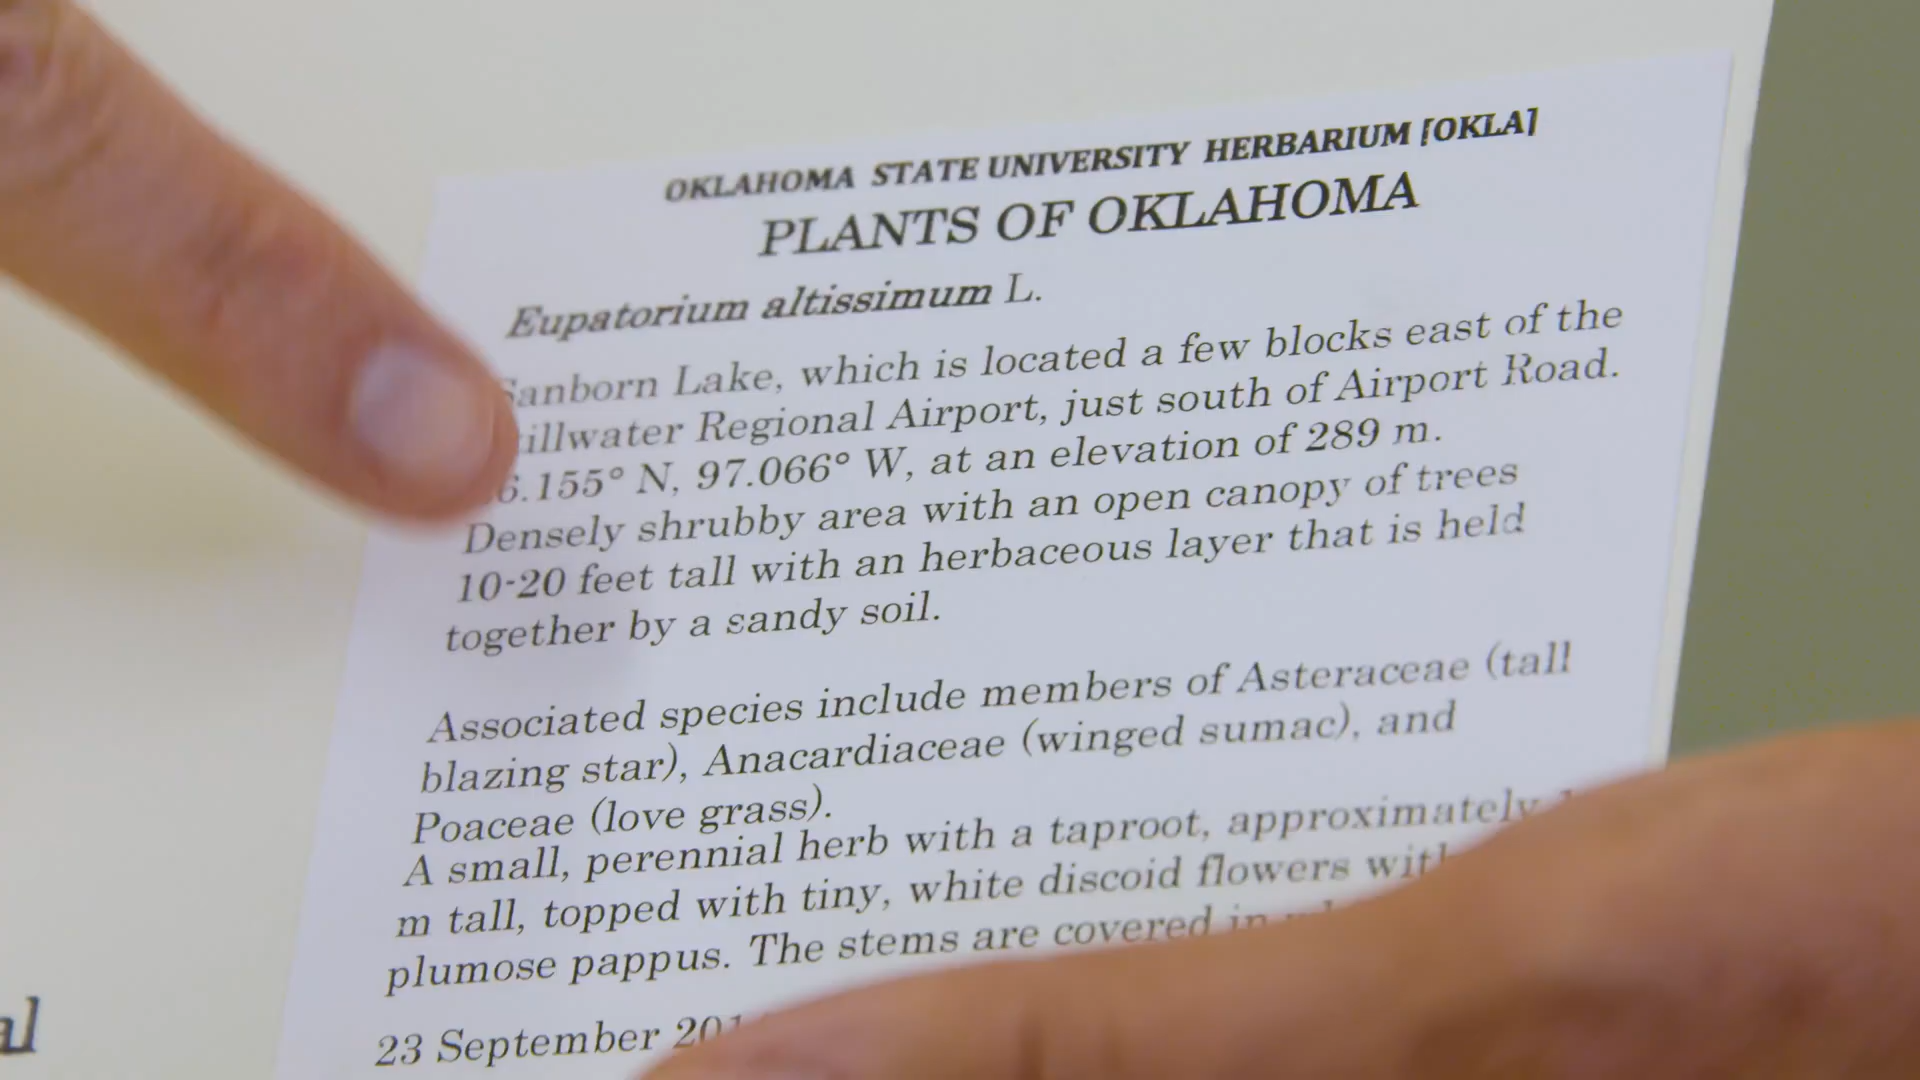 OKLAHOMA STATE UNIVERSITY HERBARIUM [OKLA]
PLANTS OF OKLAHOMA
Eupatorium altissimum L.
Sanborn Lake, which is located a few blocks east of the
illwater Regional Airport, just south of Airport Road.
6.155° N, 97.066° W, at an elevation of 289 m.
Densely shrubby area with an open canopy of trees
10-20 feet tall with an herbaceous layer that is held
together by a sandy soil.
Associated species include members of Asteraceae (tall
blazing star), Anacardiaceae (winged sumac), and
Poaceae (love grass).
A small, perennial herb with a taproot, approximately
m tall, topped with tiny, white discoid flowers with
plumose pappus. The stems are covered in
23 September 201
al